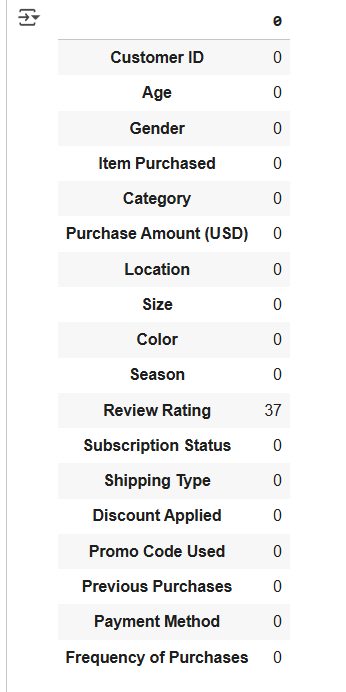 0
Customer ID 0
Age 0
Gender 0
Item Purchased 0
Category 0
Purchase Amount (USD) 0
Location 0
Size 0
Color 0
Season 0
Review Rating 37
Subscription Status 0
Shipping Type 0
Discount Applied 0
Promo Code Used 0
Previous Purchases 0
Payment Method 0
Frequency of Purchases 0